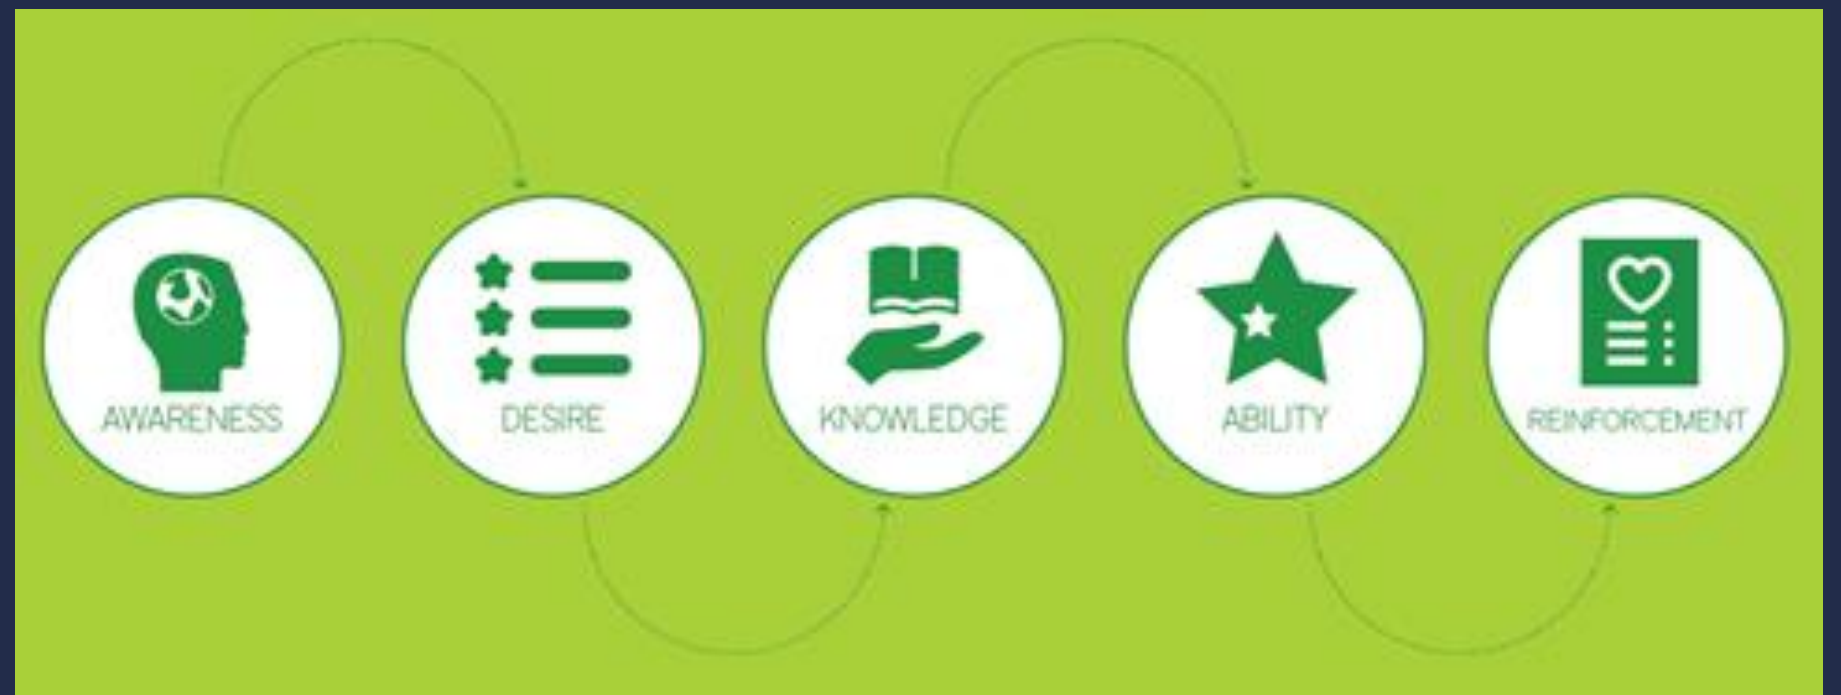 AWARENESS
DESIRE
KNOWLEDGE
ABILITY
REINFORCEMENT